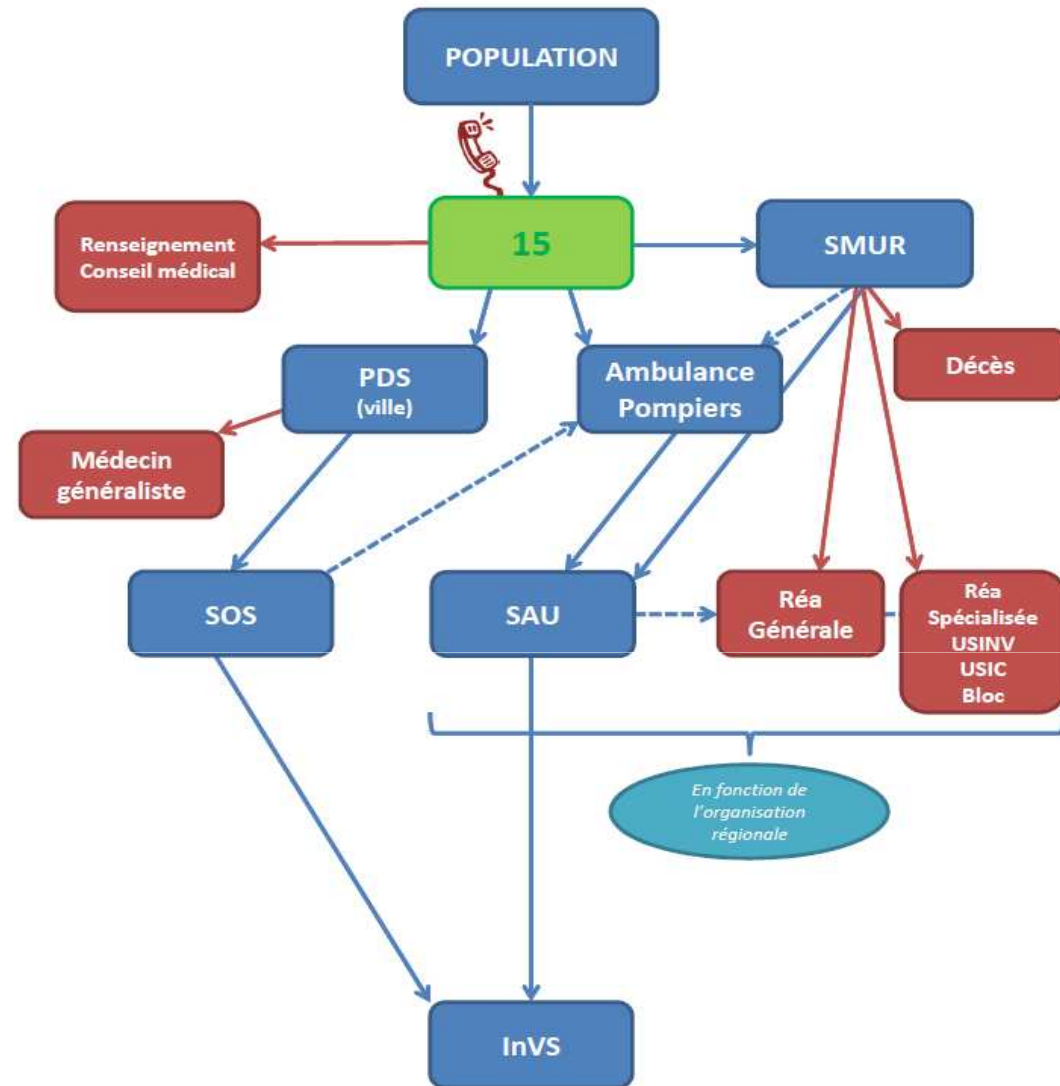 POPULATION
15
Renseignement
Conseil médical
SMUR
PDS
(ville)
Ambulance
Pompiers
Décès
Médecin
généraliste
SOS
SAU
Réa
Générale
Réa
Spécialisée
USINV
USIC
Bloc
En fonction de
l'organisation
régionale
InVS